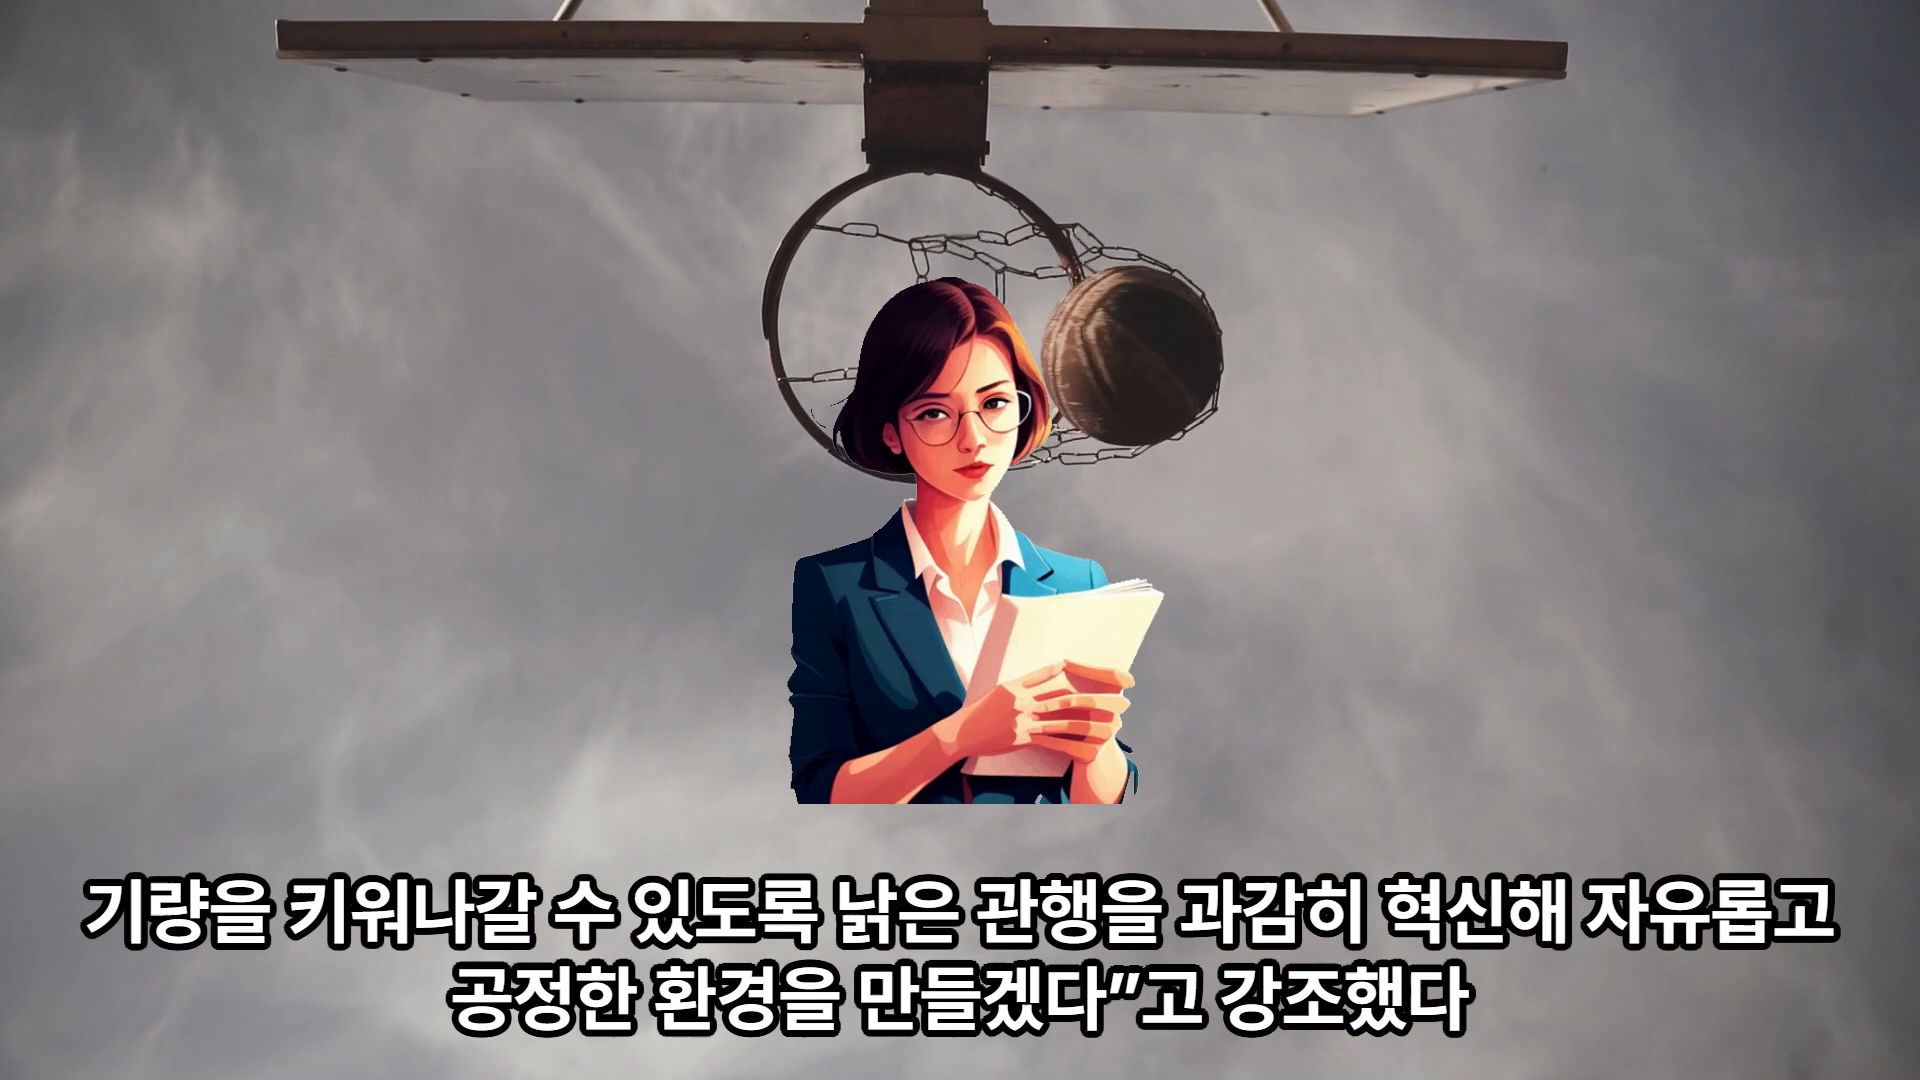 기량을 키워나갈 수 있도록 낡은 관행을 과감히 혁신해 자유롭고
공정한 환경을 만들겠다”고 강조했다